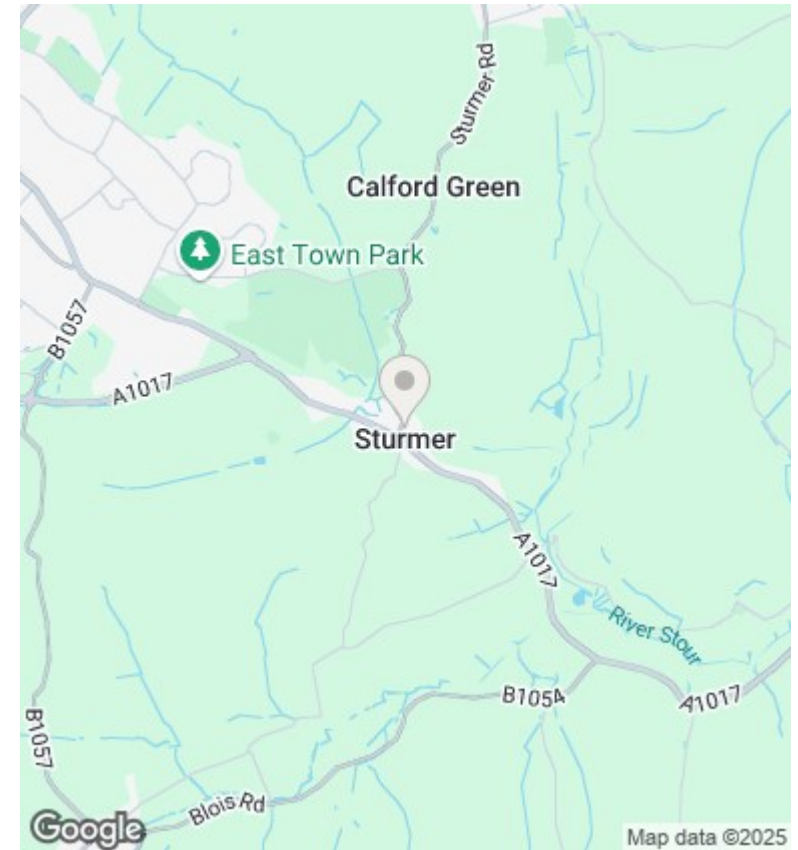 Sturmer Rd
Calford Green
East Town Park
B1057
A1017
Sturmer
A1017
River Stour
B1054
A1017
B1057
Blois Rd
Google
Map data ©2025